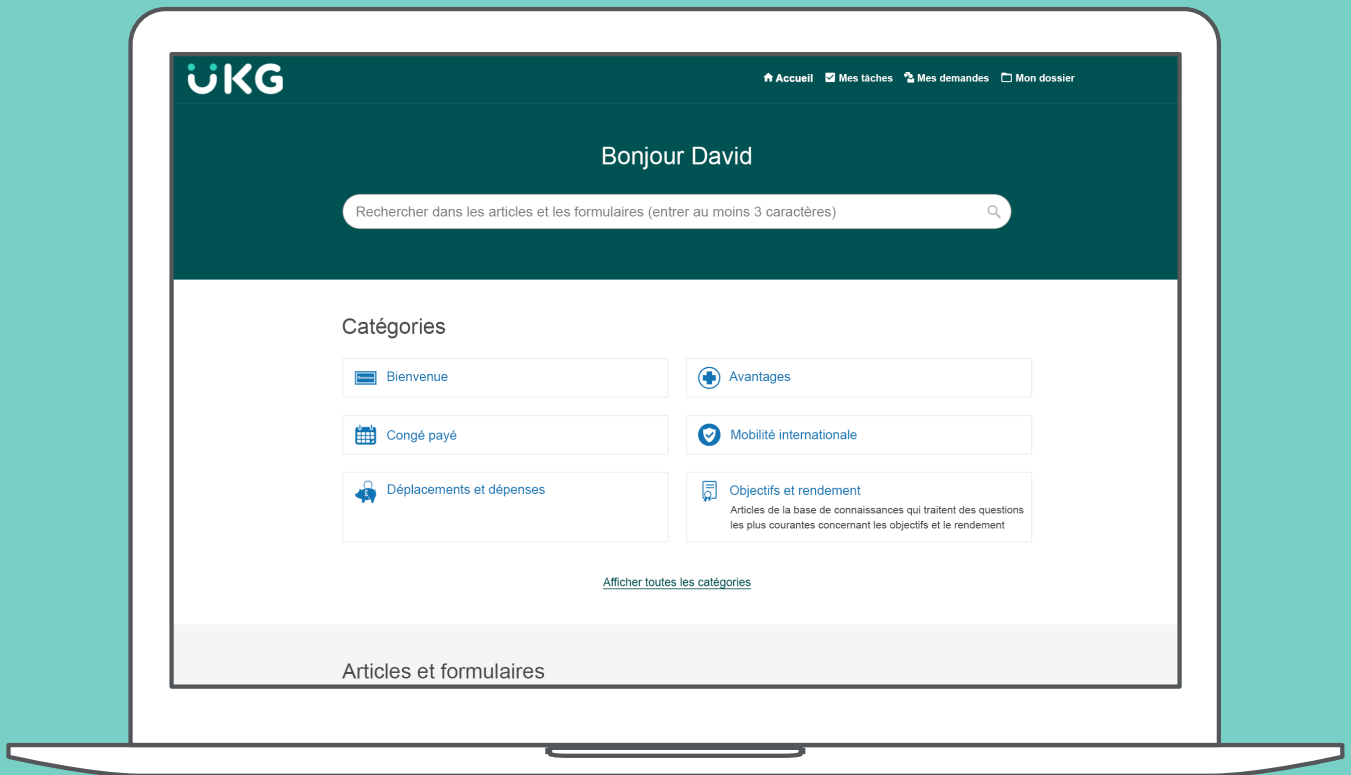 UKG
Accueil Mes tâches Mes demandes Mon dossier
Bonjour David
Rechercher dans les articles et les formulaires (entrer au moins 3 caractères)
Catégories
Bienvenue
Avantages
Congé payé
Mobilité internationale
Déplacements et dépenses
Objectifs et rendement
Articles de la base de connaissances qui traitent des questions
les plus courantes concernant les objectifs et le rendement
Afficher toutes les catégories
Articles et formulaires